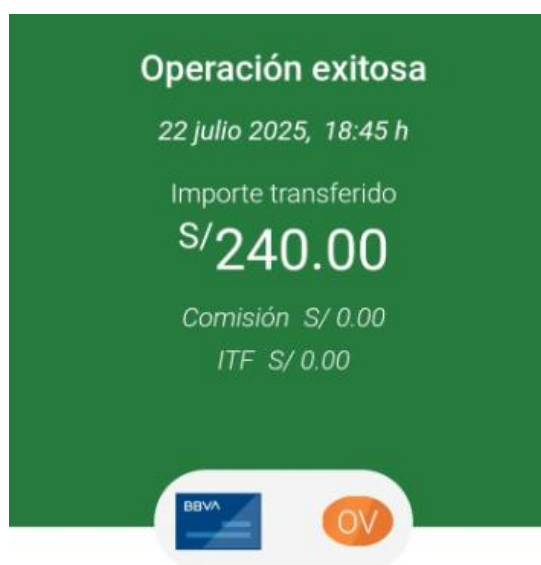 Operación exitosa
22 julio 2025, 18:45 h
Importe transferido
S/240.00
Comisión S/ 0.00
ITF S/ 0.00
BBVA
OV